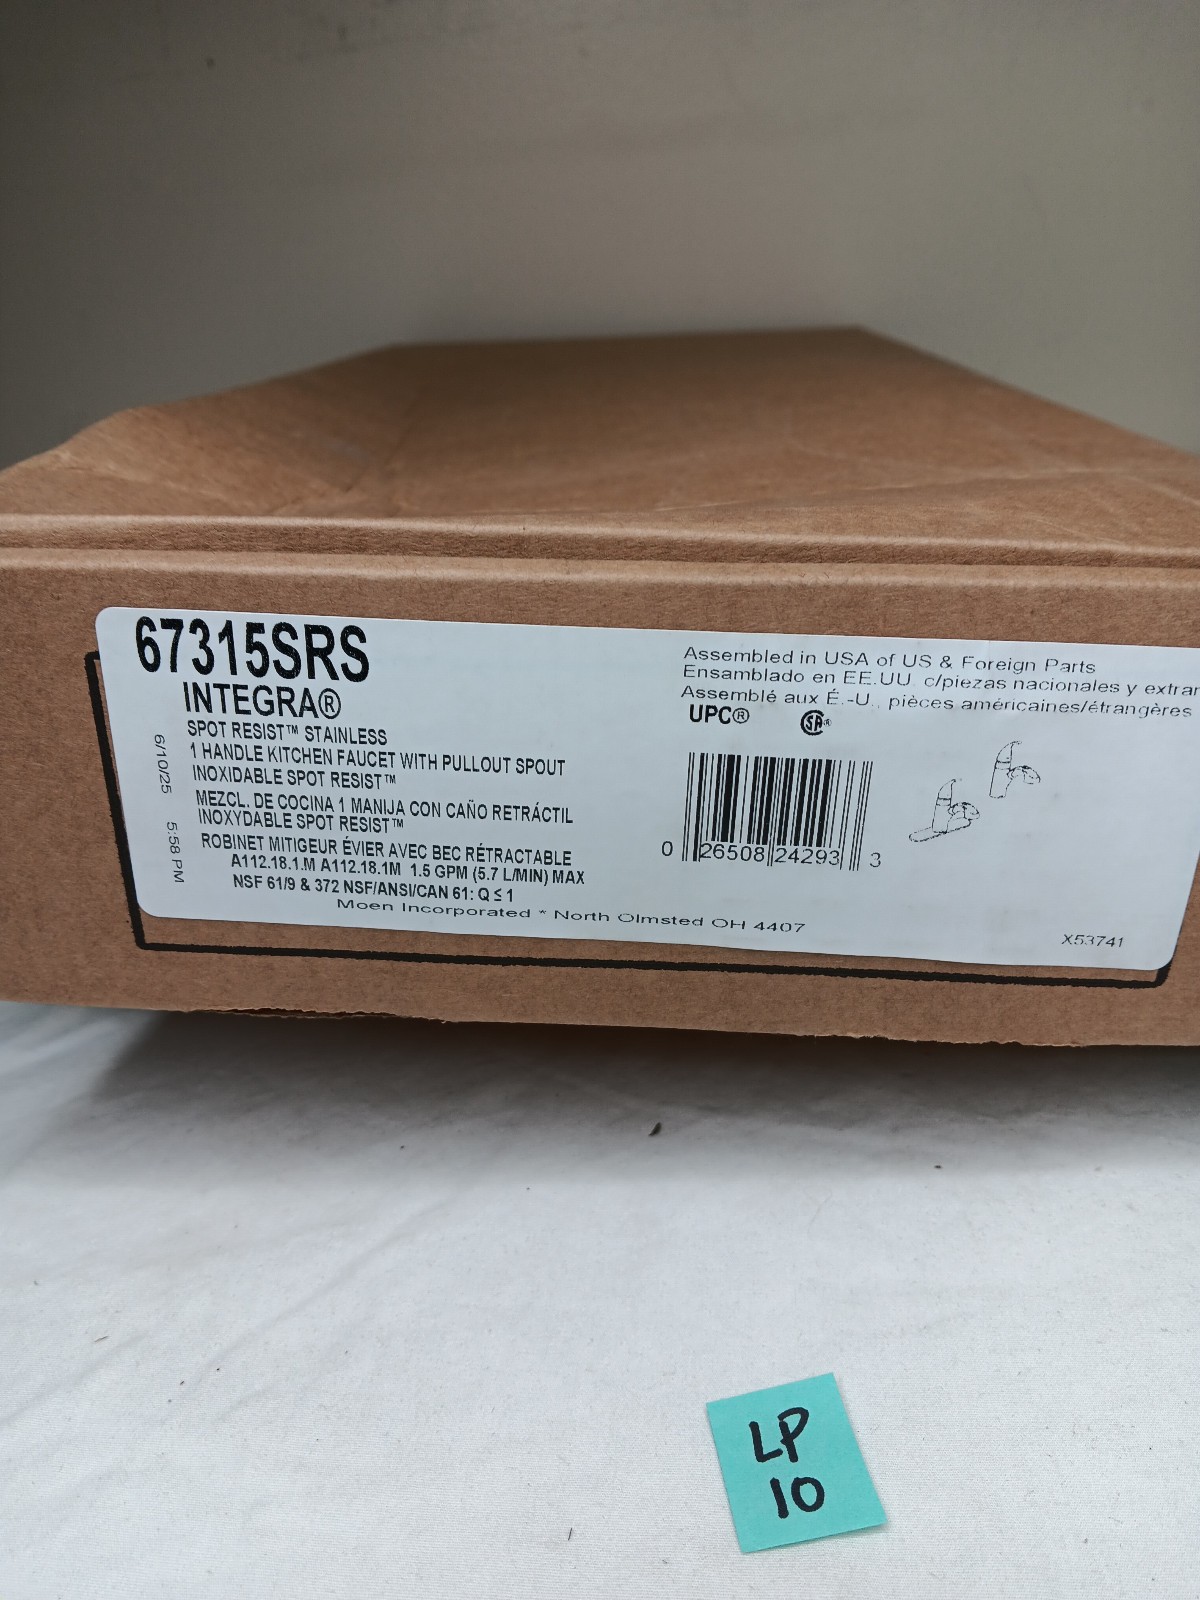 67315SRS
INTEGRA®
SPOT RESIST™ STAINLESS
1 HANDLE KITCHEN FAUCET WITH PULLOUT SPOUT
INOXIDABLE SPOT RESIST™
MEZCL. DE COCINA 1 MANIJA CON CAÑO RETRÁCTIL
INOXYDABLE SPOT RESIST™
ROBINET MITIGEUR ÉVIER AVEC BEC RÉTRACTABLE
A112.18.1.M A112.18.1M 1.5 GPM (5.7 L/MIN) MAX
NSF 61/9 & 372 NSF/ANSI/CAN 61: Q ≤ 1
Moen Incorporated * North Olmsted OH 4407
6/10/25 5:58 PM
Assembled in USA of US & Foreign Parts
Ensamblado en EE.UU. c/piezas nacionales y extrar
Assemblé aux É.-U., pièces américaines/étrangères
UPC® SA®
0 26508 24293 3
X53741
LP
10